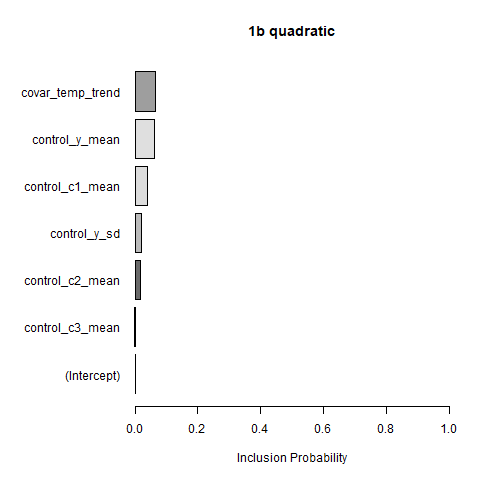 1b quadratic
covar_temp_trend
control_y_mean
control_c1_mean
control_y_sd
control_c2_mean
control_c3_mean
(Intercept)
0.0 0.2 0.4 0.6 0.8 1.0
Inclusion Probability